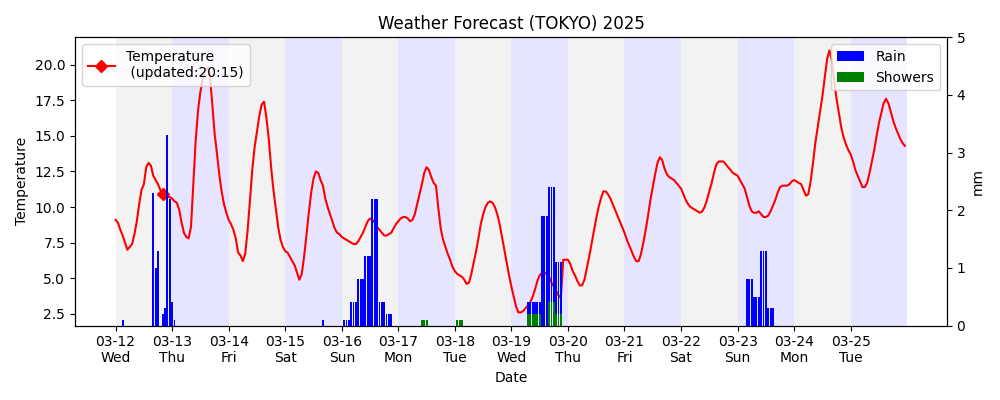 Weather Forecast (TOKYO) 2025
Temperature
(updated:20:15)
Rain
Showers
Temperature
20.0
17.5
15.0
12.5
10.0
7.5
5.0
2.5
5
4
3
2
1
0
mm
03-12 03-13 03-14 03-15 03-16 03-17 03-18 03-19 03-20 03-21 03-22 03-23 03-24 03-25
Wed Thu Fri Sat Sun Mon Tue Wed Thu Fri Sat Sun Mon Tue
Date